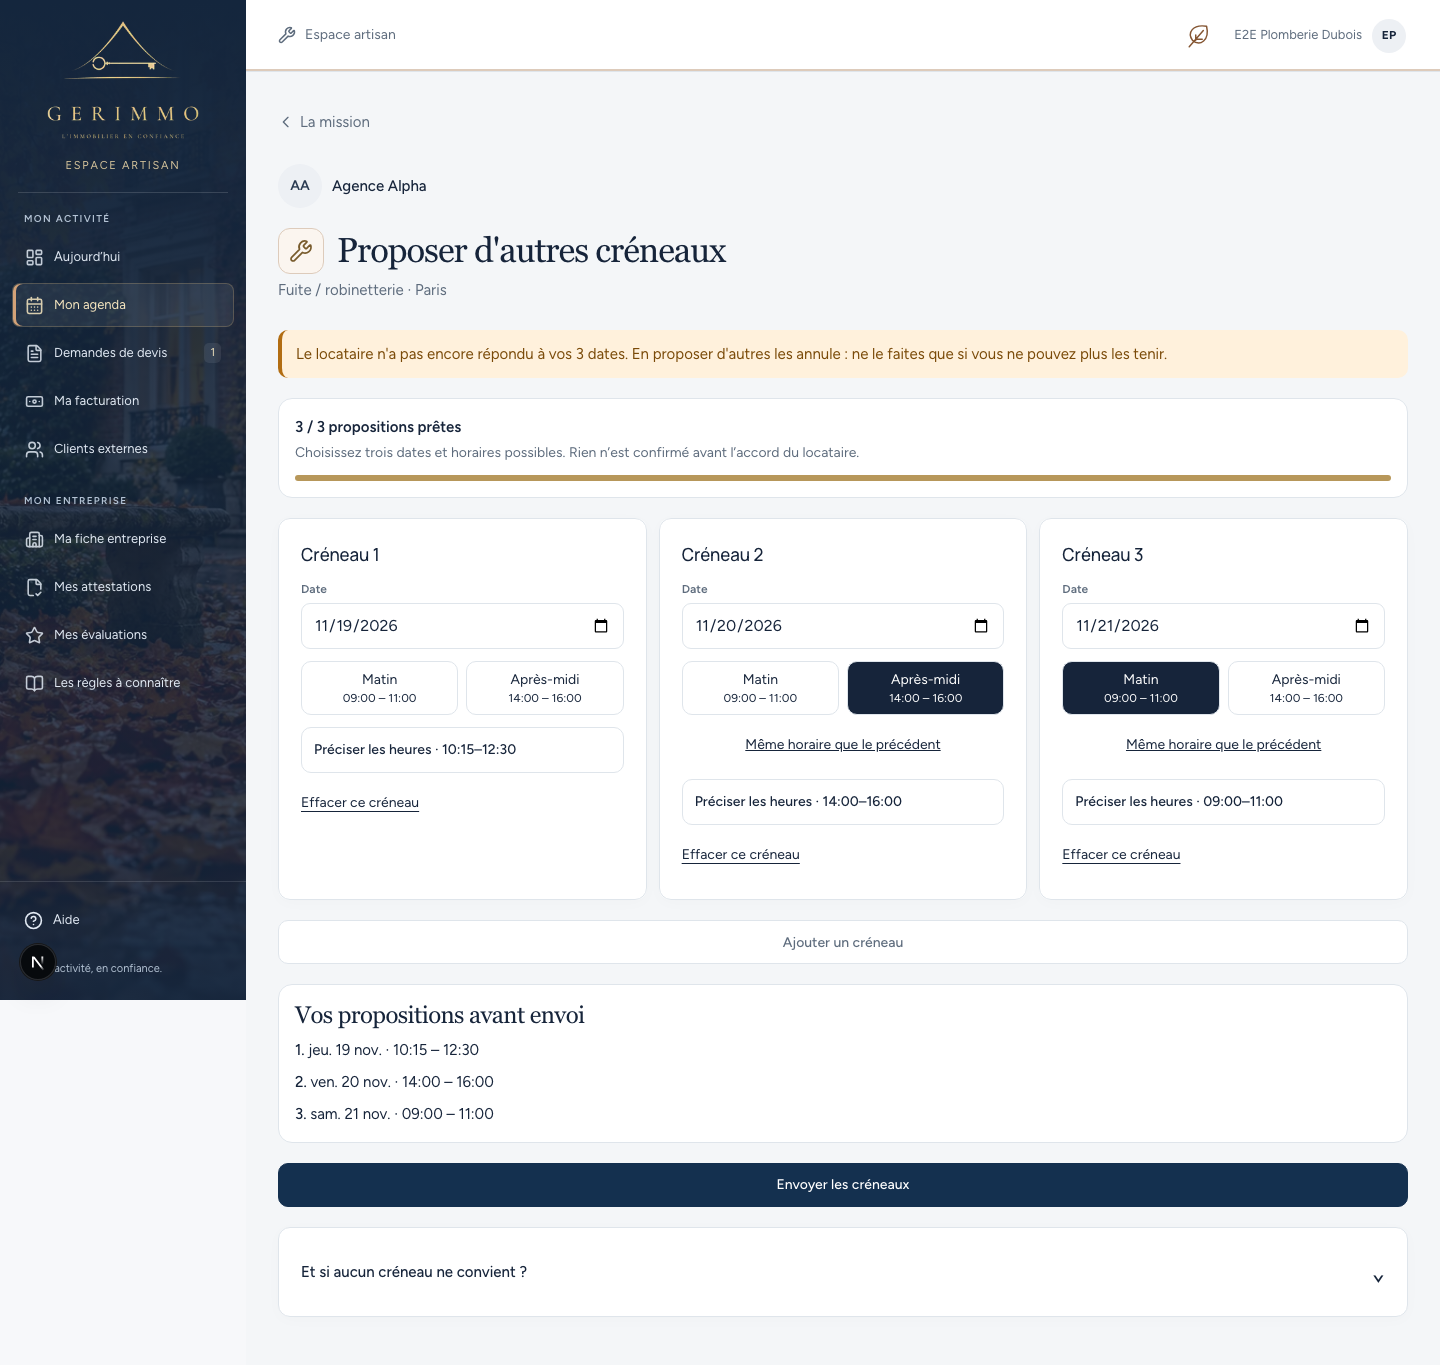 GERIMMO
L'IMMOBILIER EN CONFIANCE
ESPACE ARTISAN
MON ACTIVITÉ
Aujourd'hui
Mon agenda
Demandes de devis 1
Ma facturation
Clients externes
MON ENTREPRISE
Ma fiche entreprise
Mes attestations
Mes évaluations
Les règles à connaître
Aide
N
activité, en confiance.
Espace artisan
E2E Plomberie Dubois EP
La mission
AA Agence Alpha
Proposer d'autres créneaux
Fuite / robinetterie · Paris
Le locataire n'a pas encore répondu à vos 3 dates. En proposer d'autres les annule : ne le faites que si vous ne pouvez plus les tenir.
3 / 3 propositions prêtes
Choisissez trois dates et horaires possibles. Rien n’est confirmé avant l’accord du locataire.
Créneau 1
Date
11/19/2026
Matin
09:00 – 11:00
Après-midi
14:00 – 16:00
Préciser les heures · 10:15–12:30
Effacer ce créneau
Créneau 2
Date
11/20/2026
Matin
09:00 – 11:00
Après-midi
14:00 – 16:00
Même horaire que le précédent
Préciser les heures · 14:00–16:00
Effacer ce créneau
Créneau 3
Date
11/21/2026
Matin
09:00 – 11:00
Après-midi
14:00 – 16:00
Même horaire que le précédent
Préciser les heures · 09:00–11:00
Effacer ce créneau
Ajouter un créneau
Vos propositions avant envoi
1. jeu. 19 nov. · 10:15 – 12:30
2. ven. 20 nov. · 14:00 – 16:00
3. sam. 21 nov. · 09:00 – 11:00
Envoyer les créneaux
Et si aucun créneau ne convient ?